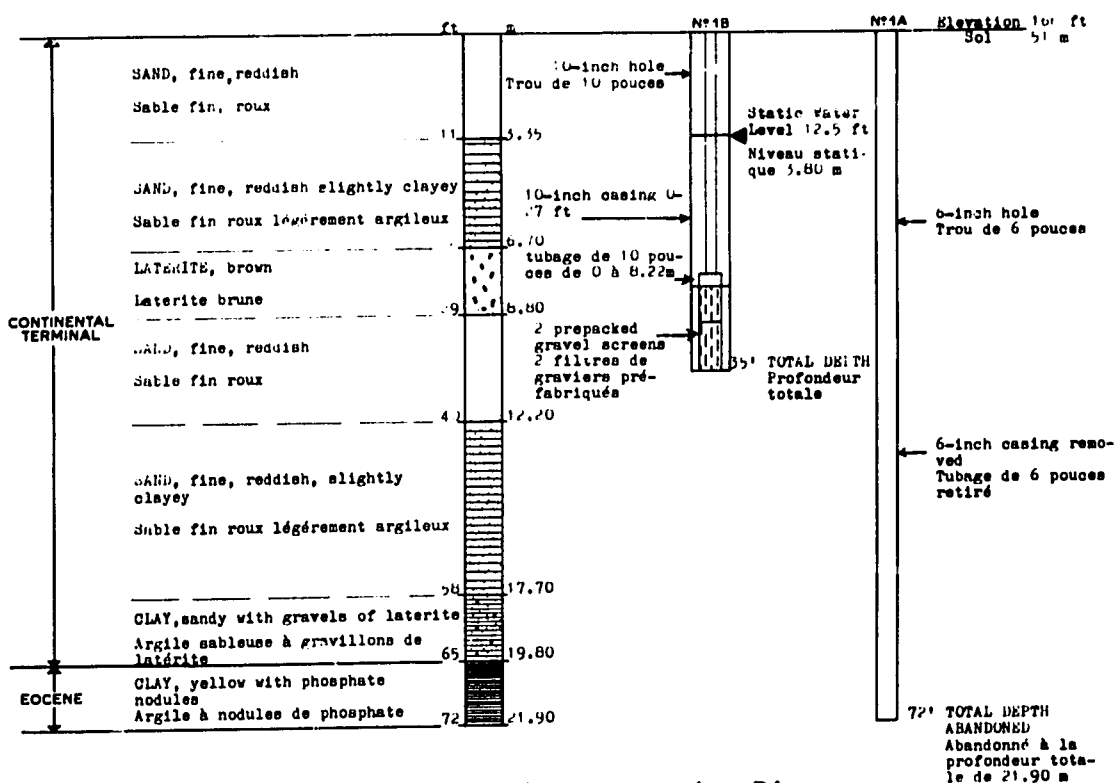 ft m
Nº1B
Nº1A
Elevation ft
Sol 51 m
SAND, fine, reddish
Sable fin, roux
11 3.35
SAND, fine, reddish slightly clayey
Sable fin roux légérement argileux
6.70
LATERITE, brown
Laterite brune
8.80
SAND, fine, reddish
Sable fin roux
12.20
SAND, fine, reddish, slightly
clayey
Sable fin roux légérement argileux
58 17.70
CLAY, sandy with gravels of laterite
Argile sableuse à gravillons de
latérite
65 19.80
CLAY, yellow with phosphate
nodules
Argile à nodules de phosphate
72 21.90
CONTINENTAL
TERMINAL
EOCENE
10-inch hole
Trou de 10 pouces
Static Water
Level 12.5 ft
Niveau stati-
que 3.80 m
10-inch casing 0-
27 ft
tubage de 10 pou-
ces de 0 à 8.22m
2 prepacked
gravel screens
2 filtres de
graviers pré-
fabriqués
35' TOTAL DEPTH
Profondeur
totale
6-inch hole
Trou de 6 pouces
6-inch casing remo-
ved
Tubage de 6 pouces
retiré
72' TOTAL DEPTH
ABANDONED
Abandonné à la
profondeur tota-
le de 21.90 m